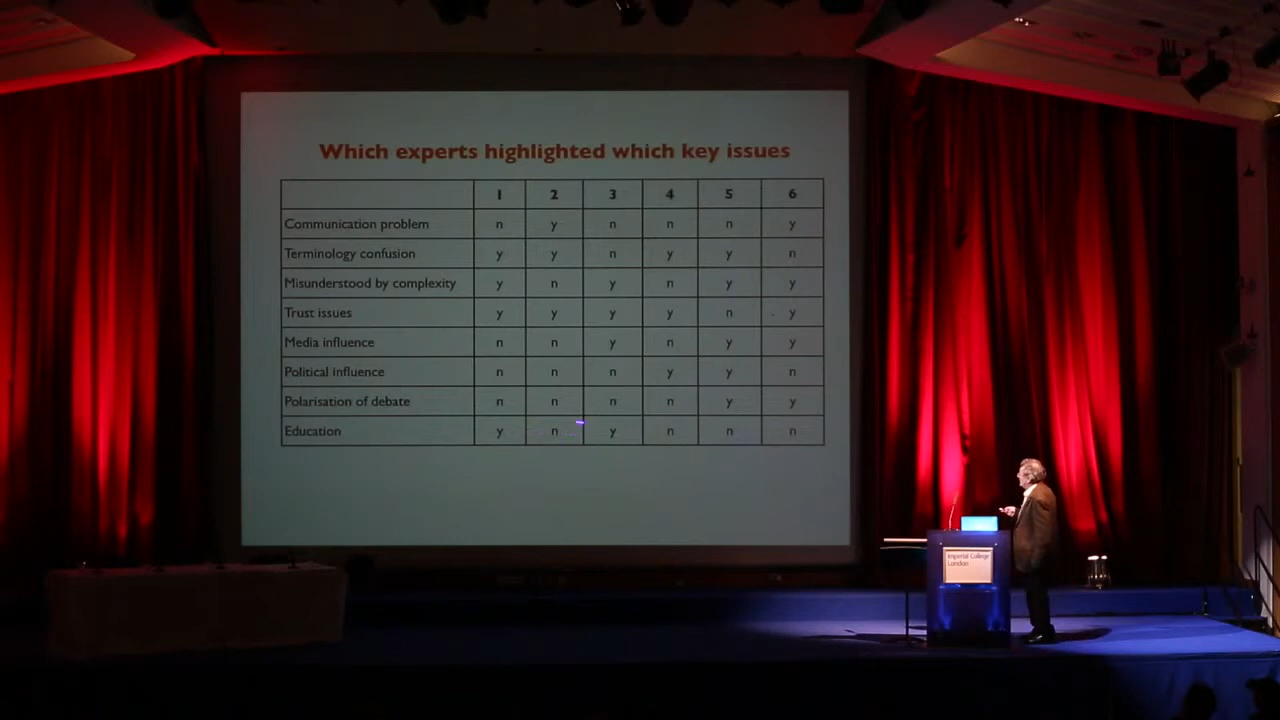 Which experts highlighted which key issues
1 2 3 4 5 6
Communication problem n y n n n y
Terminology confusion y y n y y n
Misunderstood by complexity y n y n y y
Trust issues y y y y n y
Media influence n n y n y y
Political influence n n n y y n
Polarisation of debate n n n n y y
Education y n y n n n
Imperial College
London